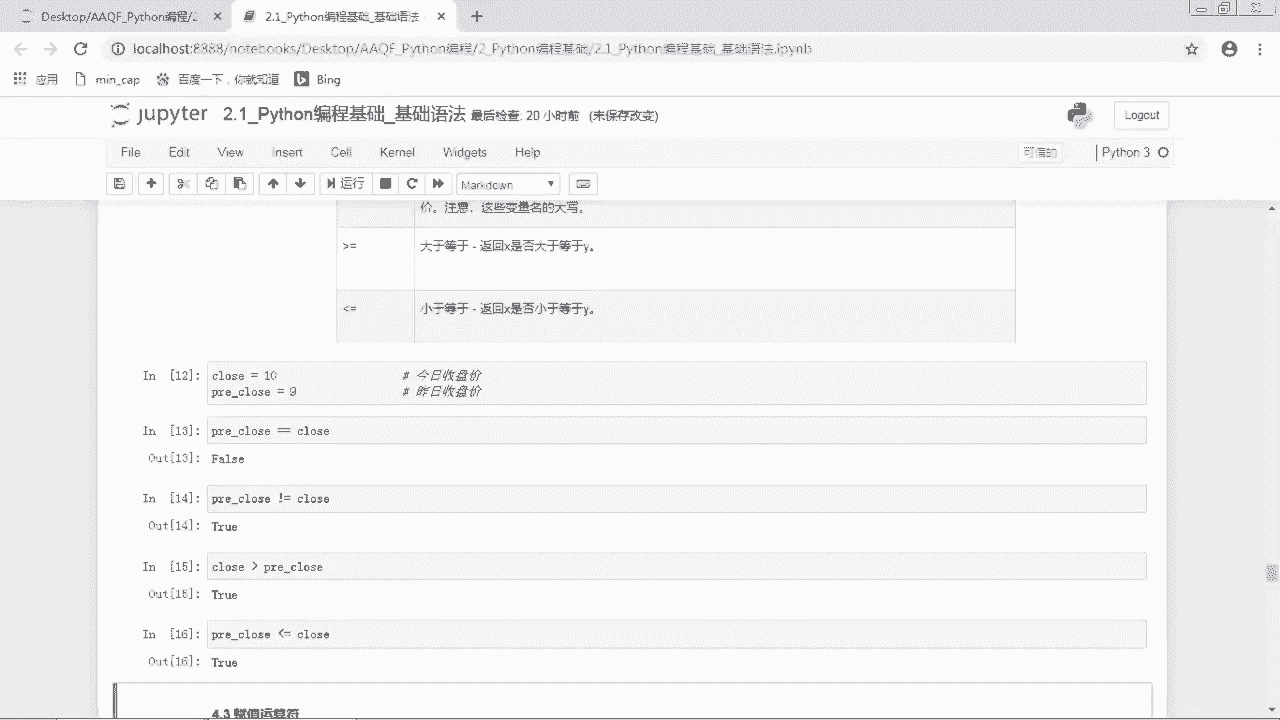 Desktop/AAQF_Python编程/2
2.1_Python编程基础_基础语法
localhost:8888/notebooks/Desktop/AAQF_Python编程/2_Python编程基础/2.1_Python编程基础_基础语法.ipynb
应用 min_cap 百度一下，你就知道 Bing
jupyter 2.1_Python编程基础_基础语法 最后检查: 20 小时前 (未保存改变) Logout
File Edit View Insert Cell Kernel Widgets Help 可信的 Python 3
运行 Markdown
价。注意，这些变量名的大写。
>= 大于等于 - 返回x是否大于等于y。
<= 小于等于 - 返回x是否小于等于y。
In [12]: close = 10 # 今日收盘价
pre_close = 9 # 昨日收盘价
In [13]: pre_close == close
Out[13]: False
In [14]: pre_close != close
Out[14]: True
In [15]: close > pre_close
Out[15]: True
In [16]: pre_close <= close
Out[16]: True
4.3 赋值运算符